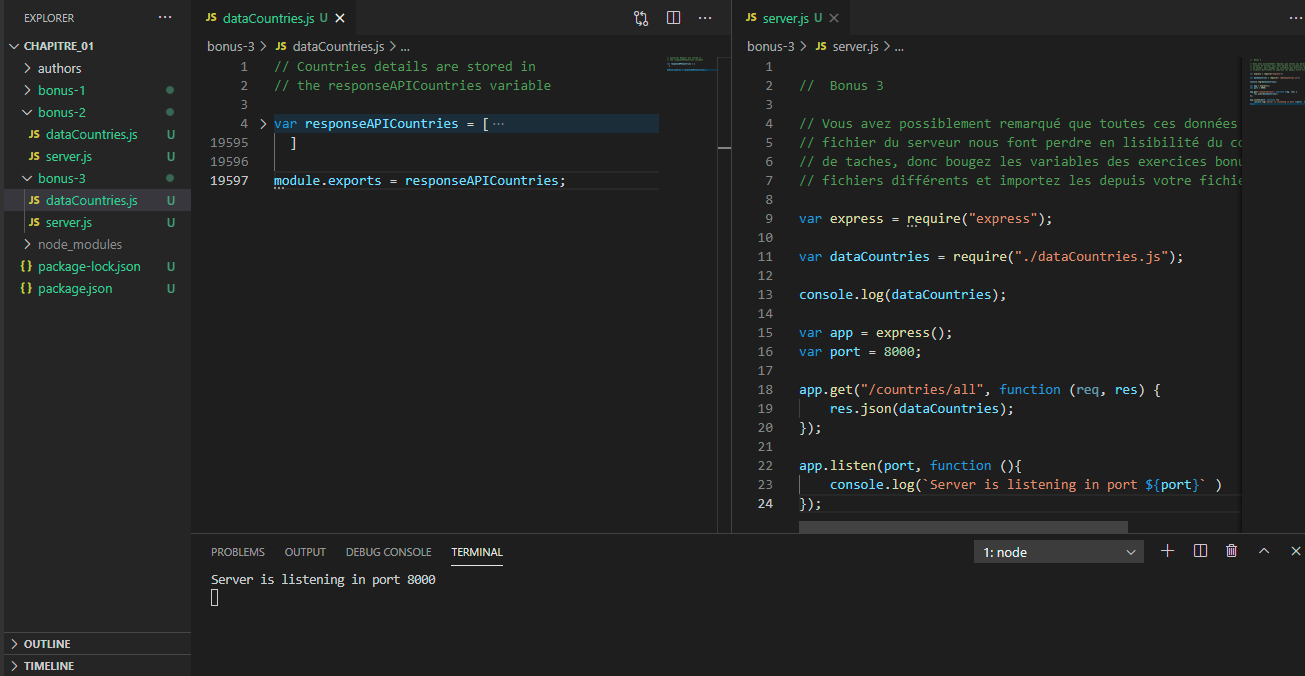 EXPLORER
CHAPITRE_01
authors
bonus-1
bonus-2
JS dataCountries.js U
JS server.js U
bonus-3
JS dataCountries.js U
JS server.js U
node_modules
{} package-lock.json U
{} package.json U
OUTLINE
TIMELINE
JS dataCountries.js U
bonus-3 > JS dataCountries.js > ...
1 // Countries details are stored in
2 // the responseAPICountries variable
3
4 var responseAPICountries = [ ...
19595 ]
19596
19597 module.exports = responseAPICountries;
JS server.js U
bonus-3 > JS server.js > ...
1
2 //  Bonus 3
3
4 // Vous avez possiblement remarqué que toutes ces données
5 // fichier du serveur nous font perdre en lisibilité du
6 // de taches, donc bougez les variables des exercices
7 // fichiers différents et importez les depuis votre
8
9 var express = require("express");
10
11 var dataCountries = require("./dataCountries.js");
12
13 console.log(dataCountries);
14
15 var app = express();
16 var port = 8000;
17
18 app.get("/countries/all", function (req, res) {
19 res.json(dataCountries);
20 });
21
22 app.listen(port, function (){
23 console.log(`Server is listening in port ${port}` )
24 });
PROBLEMS OUTPUT DEBUG CONSOLE TERMINAL
1: node
Server is listening in port 8000